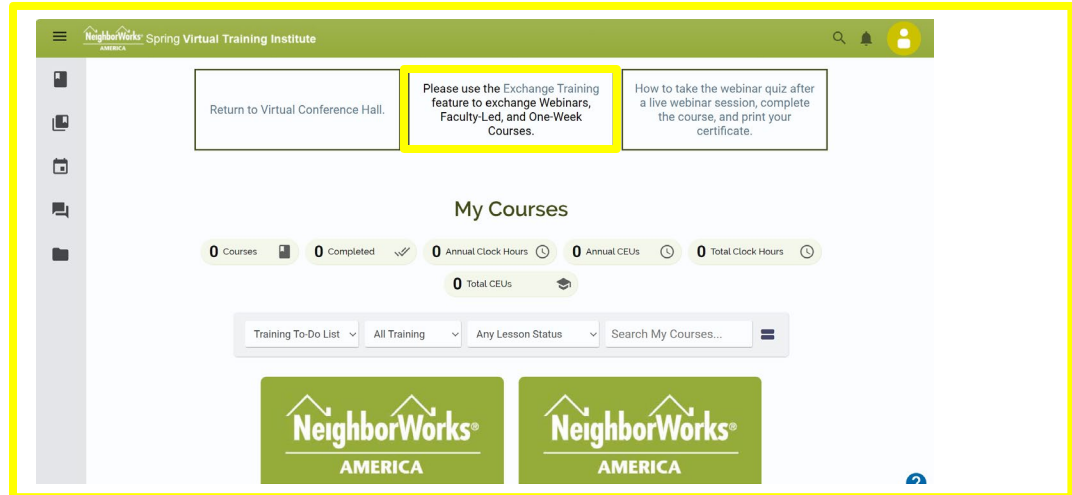 NeighborWorks® Spring Virtual Training Institute
AMERICA
Return to Virtual Conference Hall.
Please use the Exchange Training
feature to exchange Webinars,
Faculty-Led, and One-Week
Courses.
How to take the webinar quiz after
a live webinar session, complete
the course, and print your
certificate.
My Courses
0 Courses
0 Completed
0 Annual Clock Hours
0 Annual CEUs
0 Total Clock Hours
0 Total CEUs
Training To-Do List
All Training
Any Lesson Status
Search My Courses...
NeighborWorks®
AMERICA
NeighborWorks®
AMERICA
?